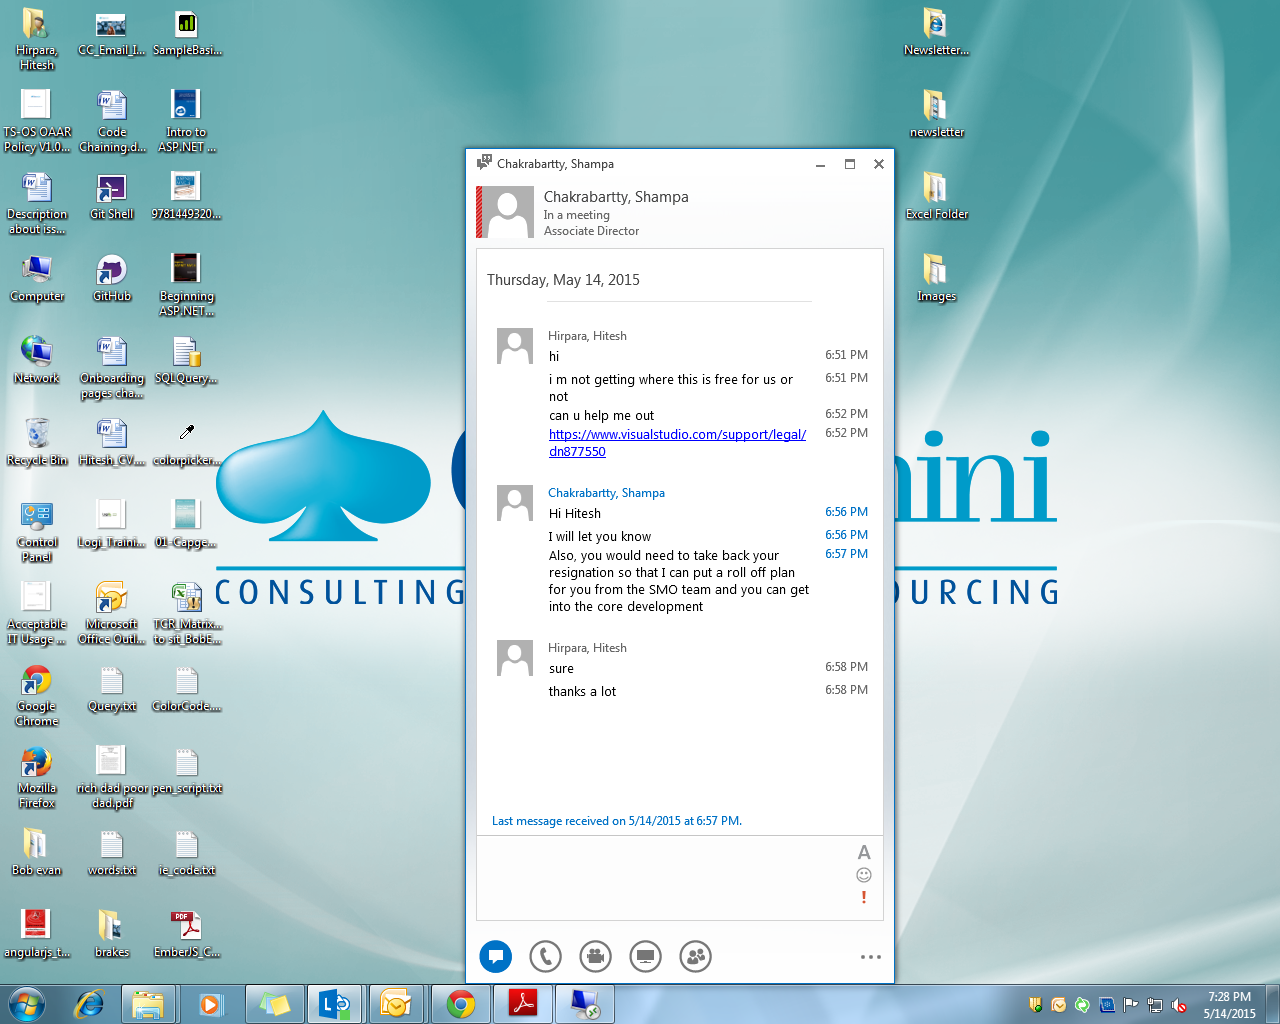 Hirpara,
Hitesh
CC_Email_I...
SampleBasi...
TS-OS OAAR
Policy V1.0...
Code
Chaining.d...
Intro to
ASP.NET ...
Description
about iss...
Git Shell
9781449320...
Computer
GitHub
Beginning
ASP.NET...
Network
Onboarding
pages cha...
SQLQuery...
Recycle Bin
Hitesh_CV....
colorpicker...
Control
Panel
Logi_Traini...
01-Capge...
Acceptable
IT Usage ...
Microsoft
Office Outl...
TCR_Matrix...
to sit_BobE...
Google
Chrome
Query.txt
ColorCode....
Mozilla
Firefox
rich dad poor
dad.pdf
pen_script.txt
Bob evan
words.txt
ie_code.txt
angularjs_t...
brakes
EmberJS_C...
Newsletter...
newsletter
Excel Folder
Images
mini
CONSULTING
OURCING
Chakrabartty, Shampa
Chakrabartty, Shampa
In a meeting
Associate Director
Thursday, May 14, 2015
Hirpara, Hitesh
hi 6:51 PM
i m not getting where this is free for us or 6:51 PM
not
can u help me out 6:52 PM
https://www.visualstudio.com/support/legal/ 6:52 PM
dn877550
Chakrabartty, Shampa
Hi Hitesh 6:56 PM
I will let you know 6:56 PM
Also, you would need to take back your 6:57 PM
resignation so that I can put a roll off plan
for you from the SMO team and you can get
into the core development
Hirpara, Hitesh
sure 6:58 PM
thanks a lot 6:58 PM
Last message received on 5/14/2015 at 6:57 PM.
A
!
7:28 PM
5/14/2015